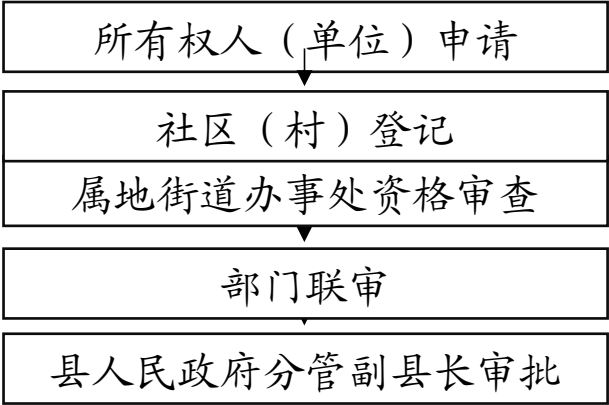 所有权人（单位）申请
社区（村）登记
属地街道办事处资格审查
部门联审
县人民政府分管副县长审批